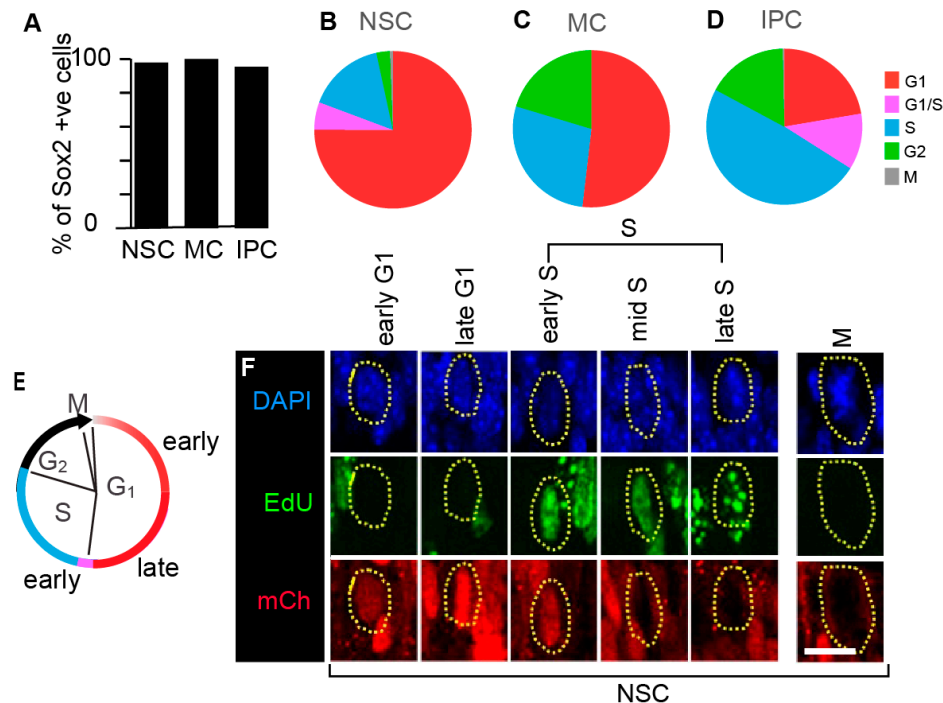 A
% of Sox2 +ve cells
100
0
NSC MC IPC
B
NSC
C
MC
D
IPC
G1
G1/S
S
G2
M
S
early G1
late G1
early S
mid S
late S
M
E
M
early
G2
G1
S
early
late
F
DAPI
EdU
mCh
NSC